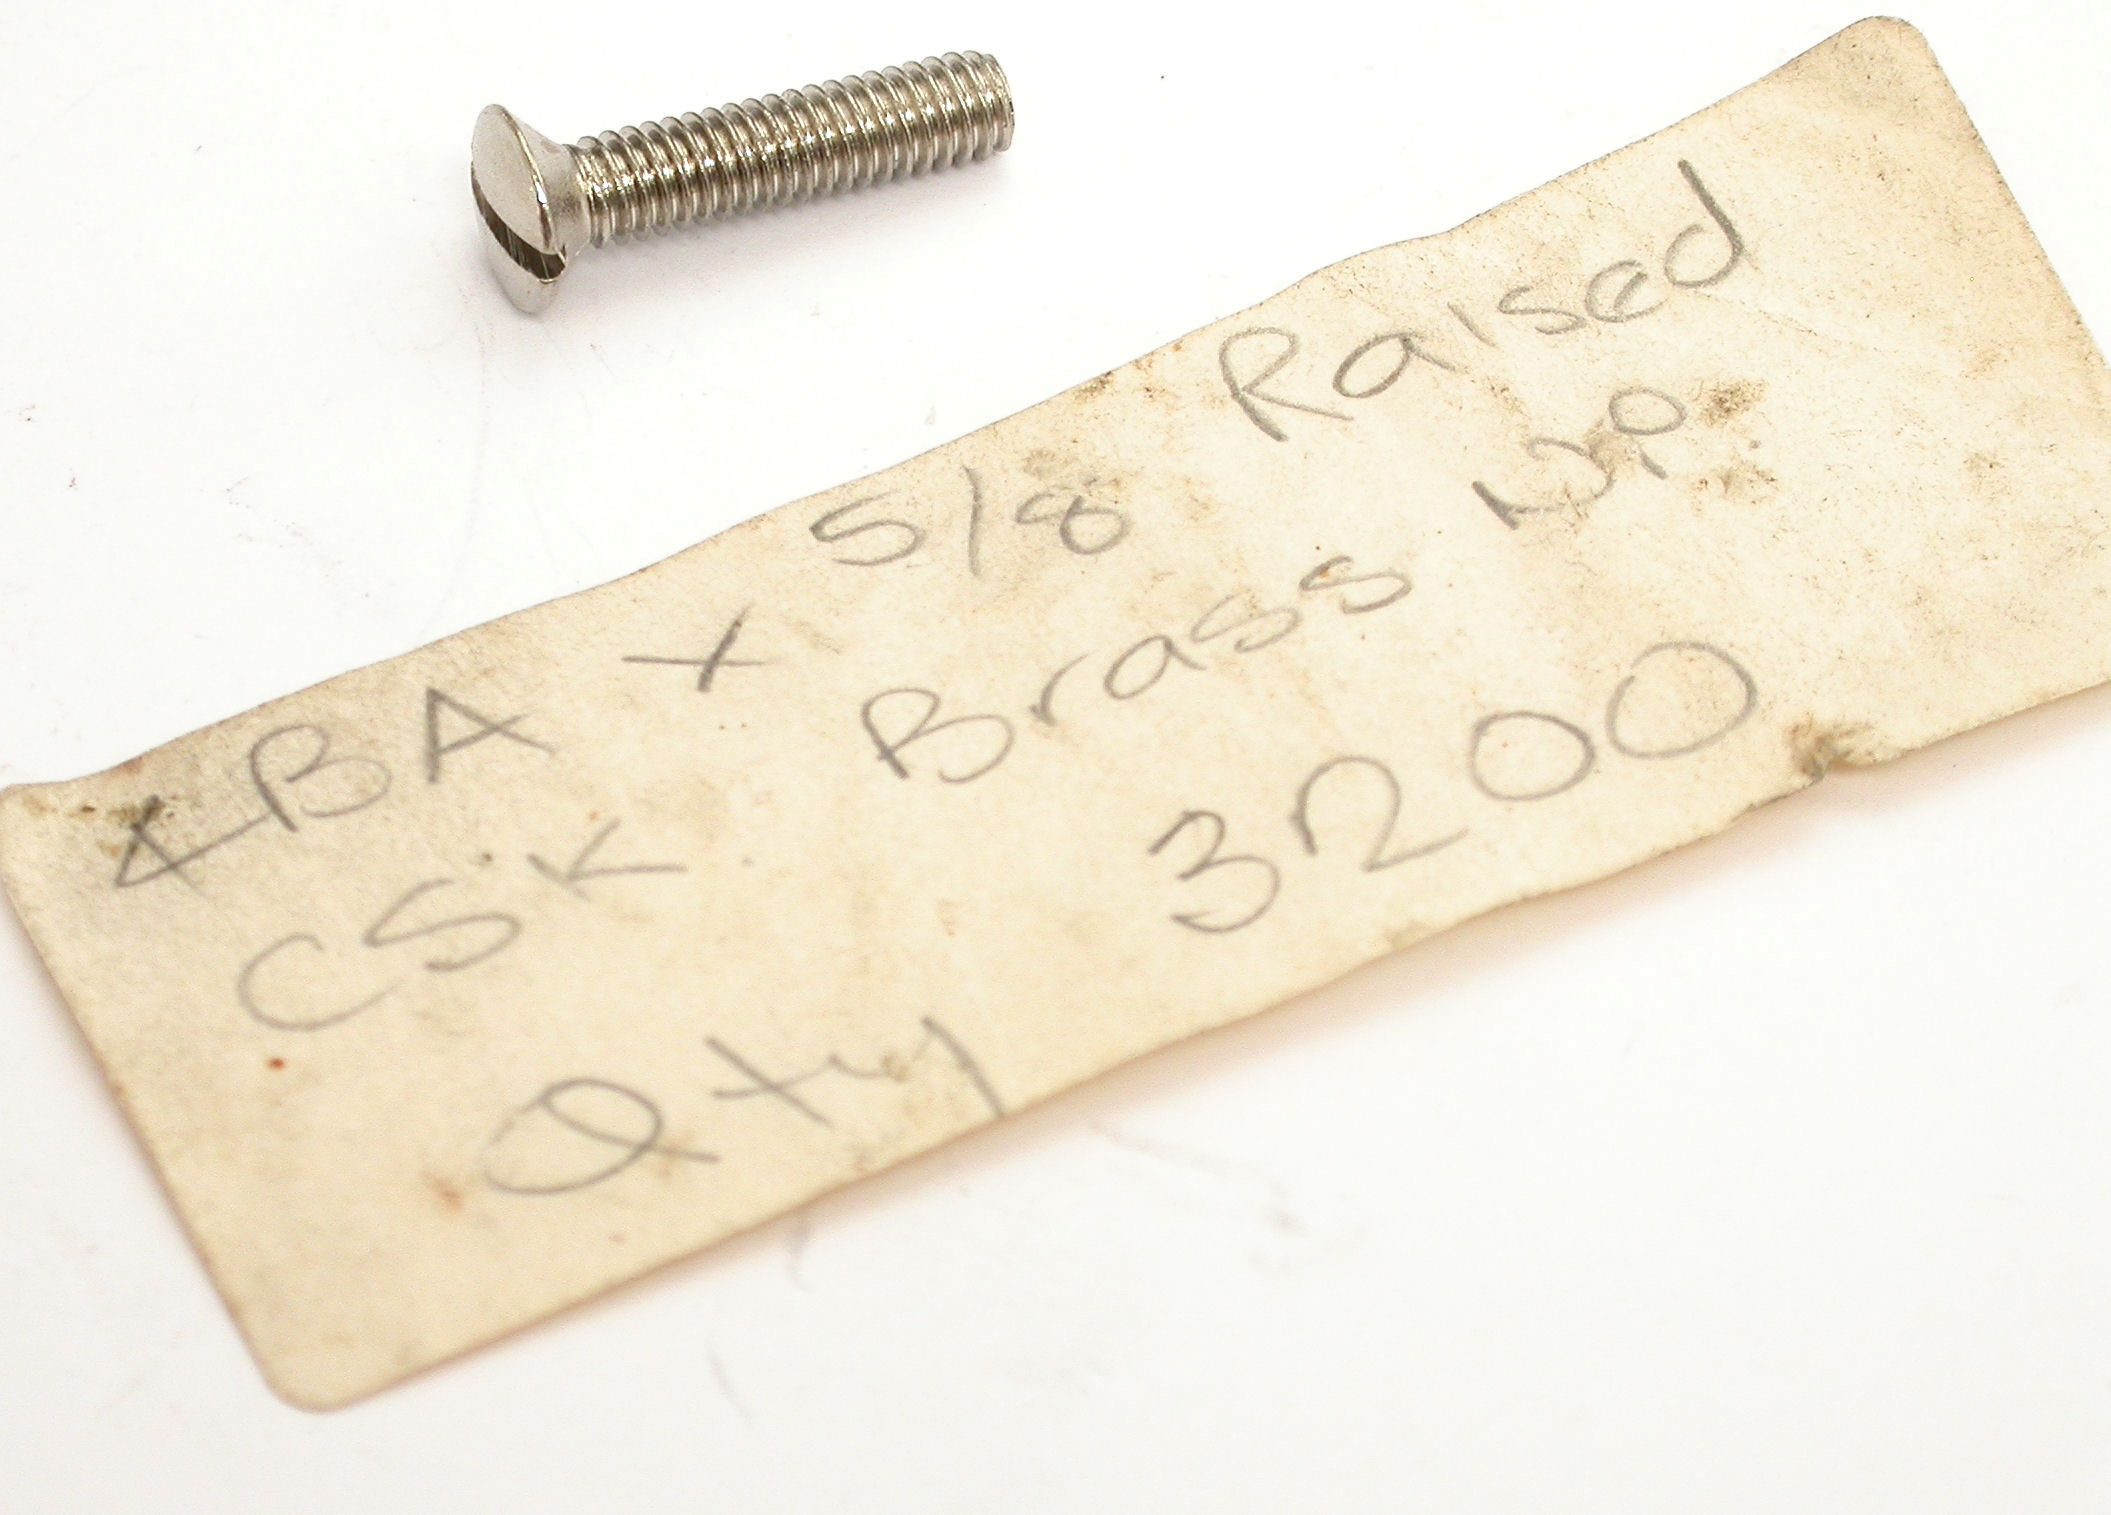 4BA x 5/8 Raised
CSK Brass N.P.
Qty 3200